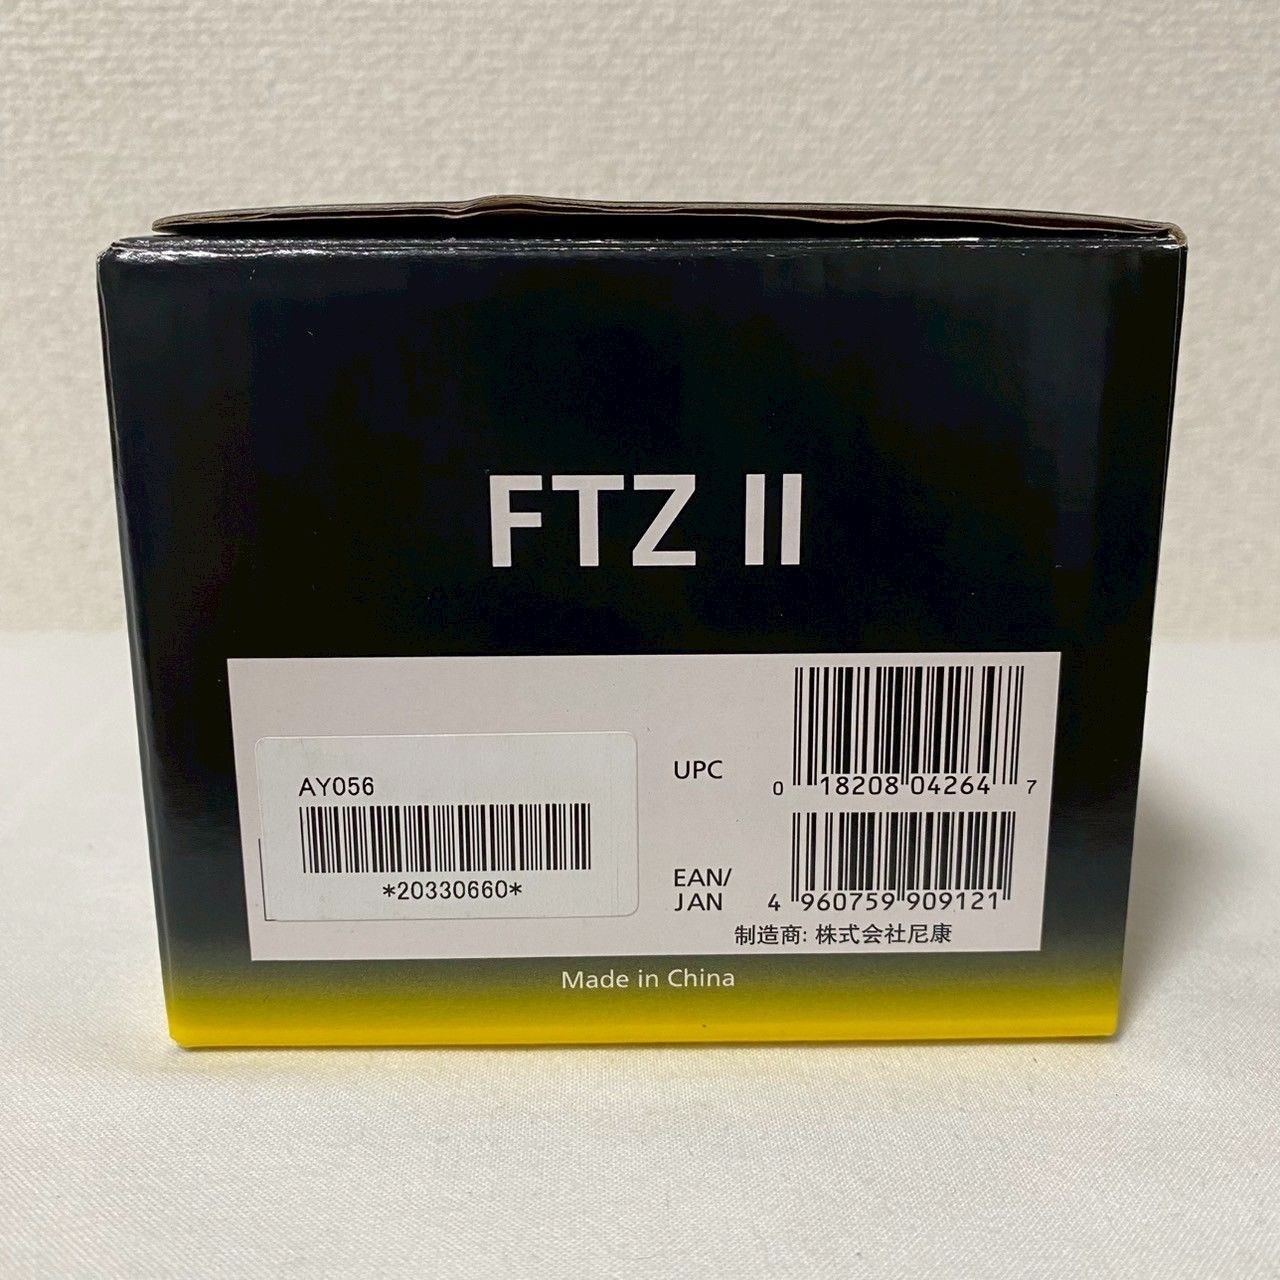 FTZ II
AY056
*20330660*
UPC
0 18208 04264 7
EAN/
JAN
4 960759 909121
制造商: 株式会社尼康
Made in China